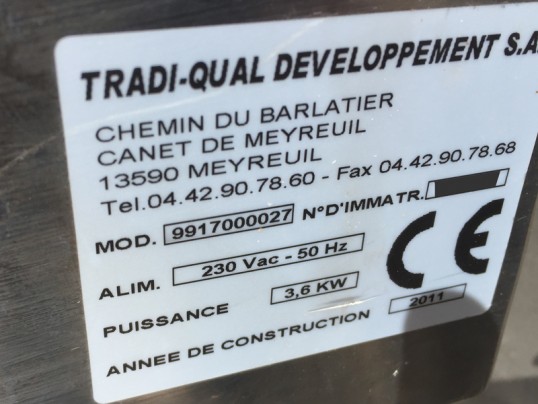 TRADI-QUAL DEVELOPPEMENT S.A
CHEMIN DU BARLATIER
CANET DE MEYREUIL
13590 MEYREUIL
Tel.04.42.90.78.60 - Fax 04.42.90.78.68
MOD. 9917000027 N°D'IMMATR.
ALIM. 230 Vac - 50 Hz
CE
PUISSANCE 3,6 KW
ANNEE DE CONSTRUCTION 2011